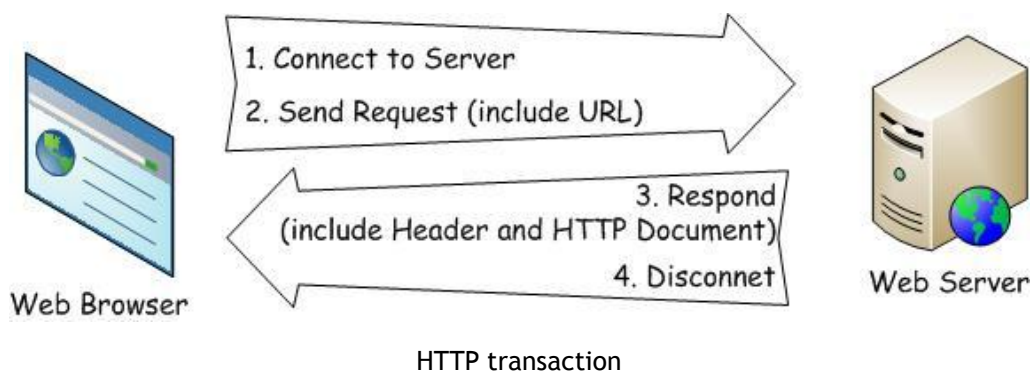 1. Connect to Server
2. Send Request (include URL)
3. Respond
(include Header and HTTP Document)
4. Disconnet
Web Browser
Web Server
HTTP transaction